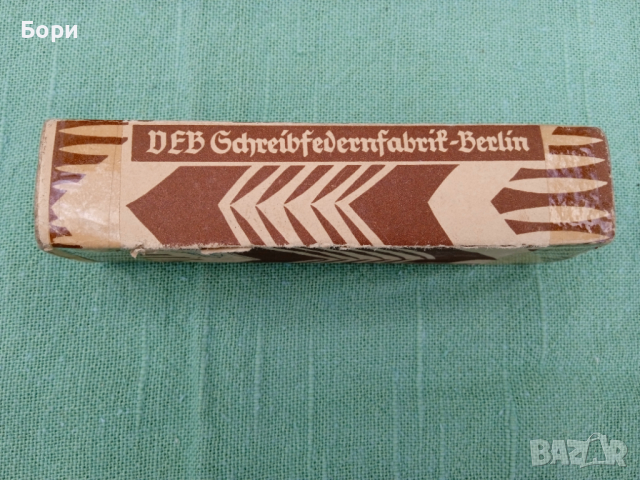 Бори
VEB Schreibfedernfabrik-Berlin
BAZAR